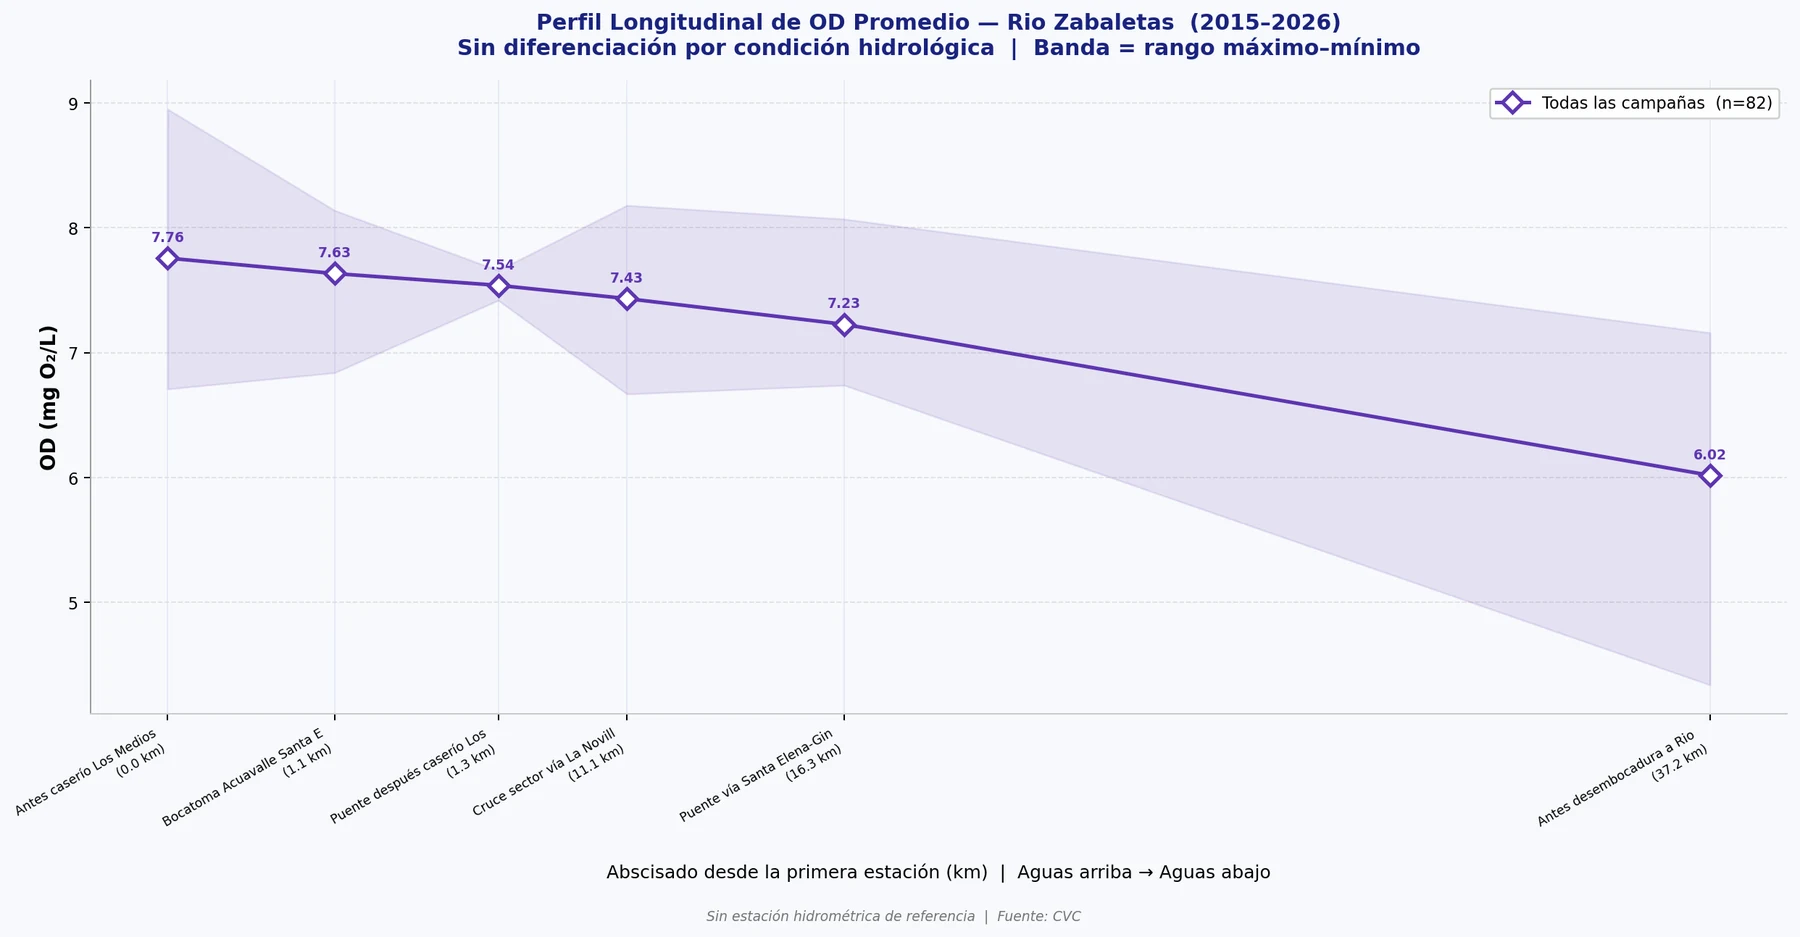 Perfil Longitudinal de OD Promedio — Rio Zabaletas  (2015–2026)
Sin diferenciación por condición hidrológica  |  Banda = rango máximo–mínimo
Todas las campañas  (n=82)
OD (mg O₂/L)
9
8
7
6
5
7.76
7.63
7.54
7.43
7.23
6.02
Antes caserío Los Medios
(0.0 km)
Bocatoma Acuavalle Santa E
(1.1 km)
Puente después caserío Los
(1.3 km)
Cruce sector vía La Novill
(11.1 km)
Puente vía Santa Elena-Gin
(16.3 km)
Antes desembocadura a Rio
(37.2 km)
Abscisado desde la primera estación (km)  |  Aguas arriba → Aguas abajo
Sin estación hidrométrica de referencia  |  Fuente: CVC